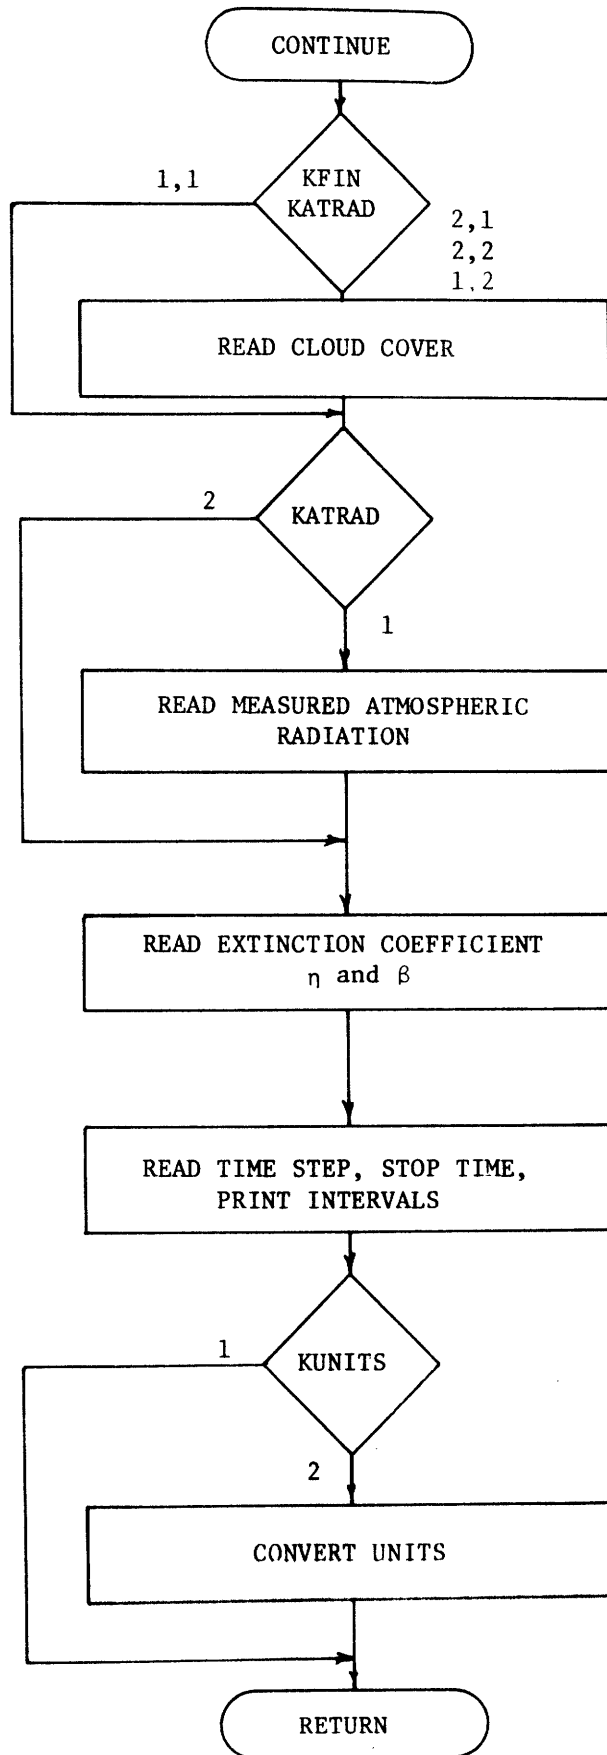 CONTINUE
1,1
KFIN
KATRAD
2,1
2,2
1,2
READ CLOUD COVER
2
KATRAD
1
READ MEASURED ATMOSPHERIC
RADIATION
READ EXTINCTION COEFFICIENT
η and β
READ TIME STEP, STOP TIME,
PRINT INTERVALS
1
KUNITS
2
CONVERT UNITS
RETURN